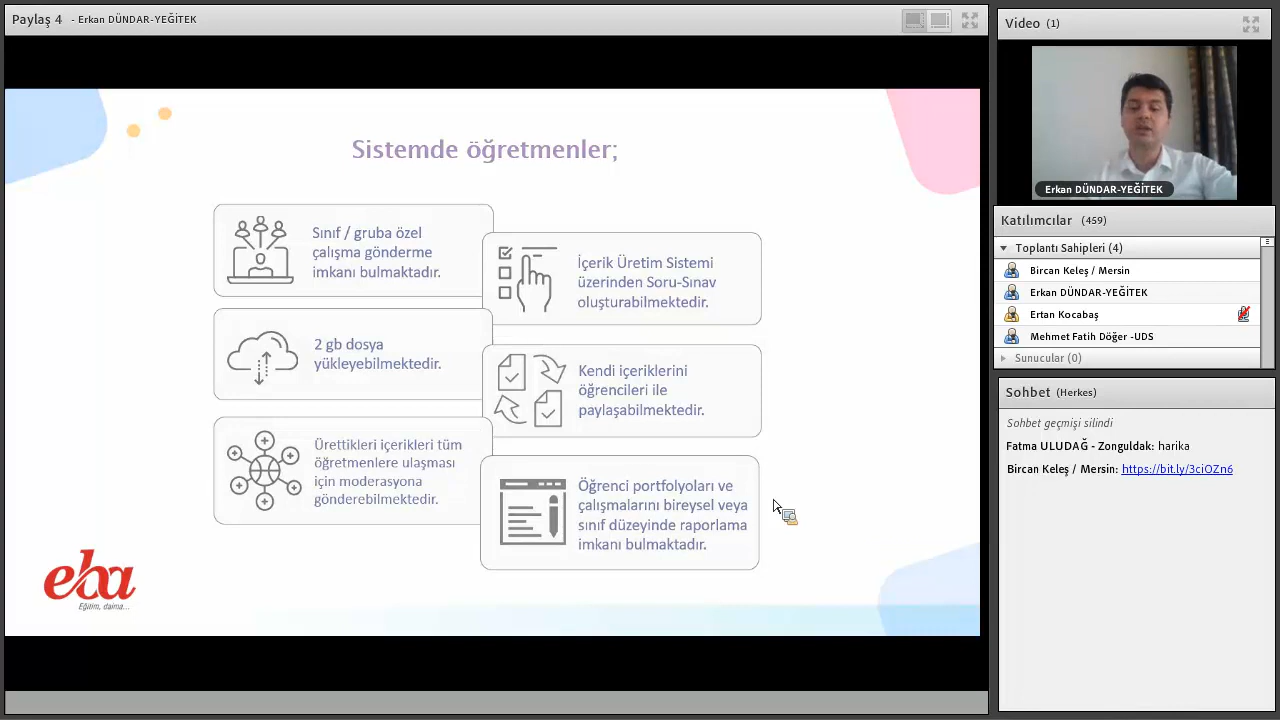 Paylaş 4 - Erkan DÜNDAR-YEĞİTEK
Sistemde öğretmenler;
Sınıf / gruba özel
çalışma gönderme
imkanı bulmaktadır.
İçerik Üretim Sistemi
üzerinden Soru-Sınav
oluşturabilmektedir.
2 gb dosya
yükleyebilmektedir.
Kendi içeriklerini
öğrencileri ile
paylaşabilmektedir.
Ürettikleri içerikleri tüm
öğretmenlere ulaşması
için moderasyona
gönderebilmektedir.
Öğrenci portfolyoları ve
çalışmalarını bireysel veya
sınıf düzeyinde raporlama
imkanı bulmaktadır.
eba
Eğitim, daima...
Video (1)
Erkan DÜNDAR-YEĞİTEK
Katılımcılar (459)
Toplantı Sahipleri (4)
Bircan Keleş / Mersin
Erkan DÜNDAR-YEĞİTEK
Ertan Kocabaş
Mehmet Fatih Döğer -UDS
Sunucular (0)
Sohbet (Herkes)
Sohbet geçmişi silindi
Fatma ULUDAĞ - Zonguldak: harika
Bircan Keleş / Mersin: https://bit.ly/3ciOZn6